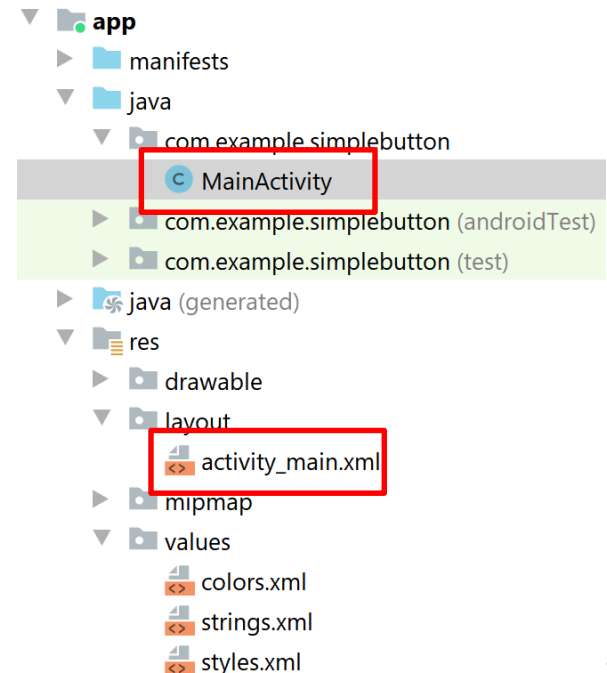 app
manifests
java
com.example.simplebutton
C MainActivity
com.example.simplebutton (androidTest)
com.example.simplebutton (test)
java (generated)
res
drawable
layout
activity_main.xml
mipmap
values
colors.xml
strings.xml
styles.xml